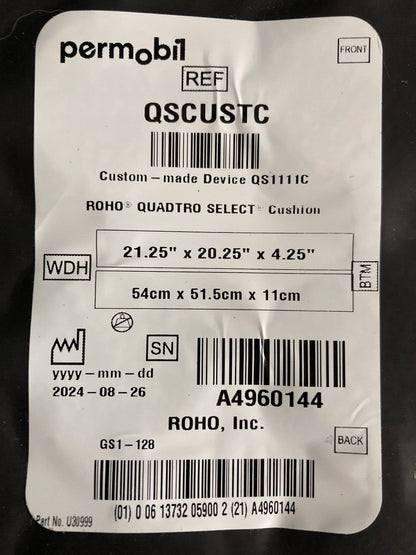 permobil
FRONT
REF
QSCUSTC
Custom-made Device QS1111C
ROHO® QUADTRO SELECT® Cushion
21.25" x 20.25" x 4.25"
WDH
BTM
54cm x 51.5cm x 11cm
SN
yyyy-mm-dd
2024-08-26
A4960144
ROHO, Inc.
GS1-128
BACK
(01) 0 06 13732 05900 2 (21) A4960144
Part No. U30999